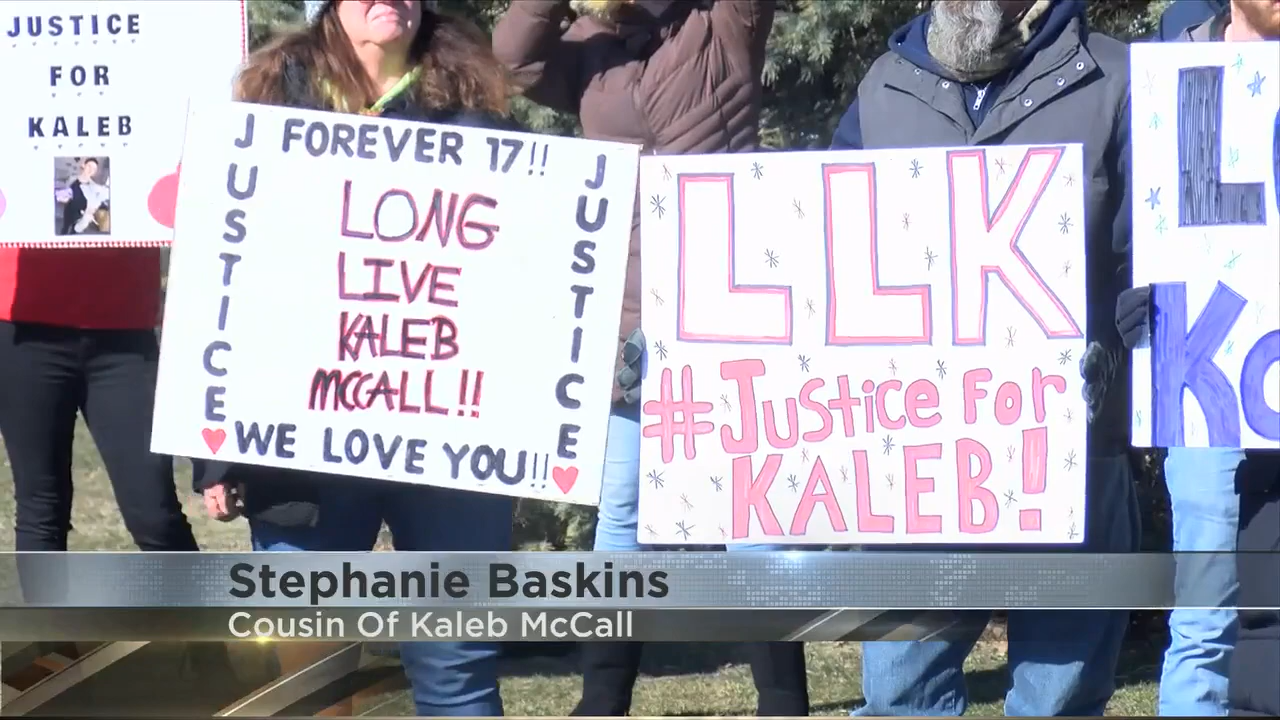 JUSTICE
FOR
KALEB
JUSTICE
FOREVER 17!!
LONG
LIVE
KALEB
MCCALL!!
WE LOVE YOU!!
JUSTICE
LLK
#Justice For
KALEB!
L
Stephanie Baskins
Cousin Of Kaleb McCall